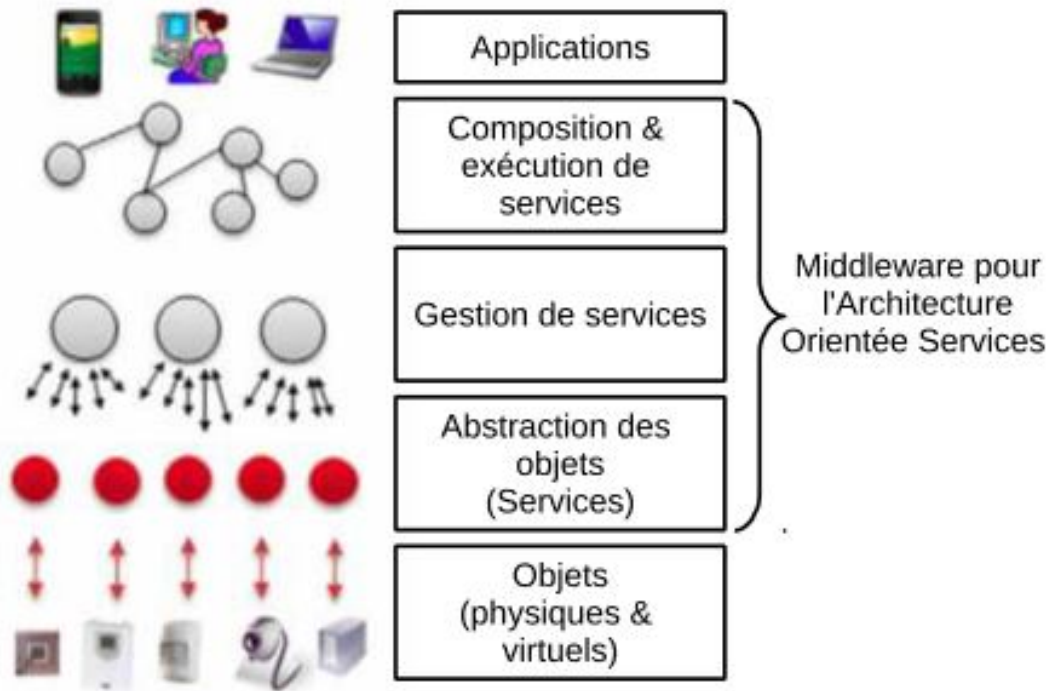 Applications
Composition &
exécution de
services
Gestion de services
Abstraction des
objets
(Services)
Objets
(physiques &
virtuels)
Middleware pour
l'Architecture
Orientée Services
.